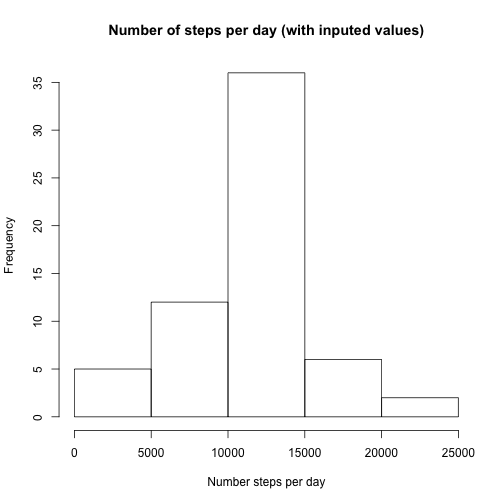 Number of steps per day (with inputed values)
Frequency
35
30
25
20
15
10
5
0
0 5000 10000 15000 20000 25000
Number steps per day